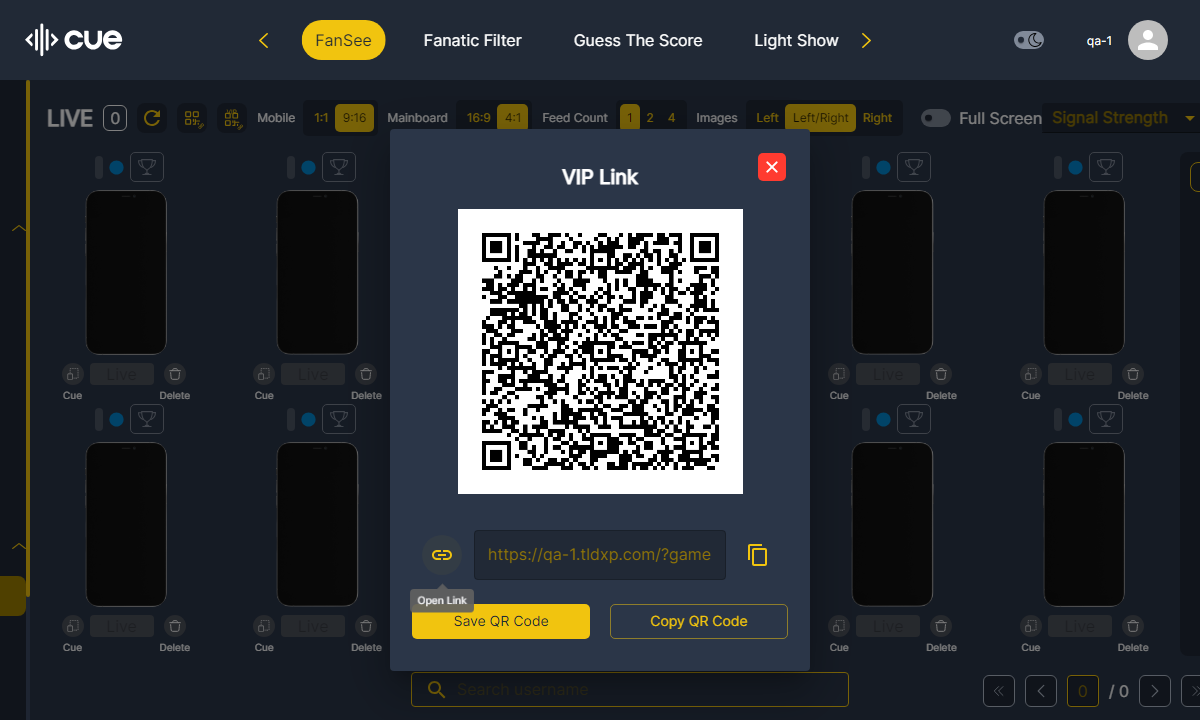 cue
FanSee
Fanatic Filter
Guess The Score
Light Show
qa-1
LIVE 0
Mobile 1:1 9:16
Mainboard 16:9 4:1
Feed Count 1 2 4
Images Left Left/Right Right
Full Screen
Signal Strength
VIP Link
Live Live Live Live
Cue Delete Cue Delete Cue Delete Cue Delete
https://qa-1.tldxp.com/?game
Open Link
Save QR Code
Copy QR Code
Live Live Live Live
Cue Delete Cue Delete Cue Delete Cue Delete
Search username
0 / 0